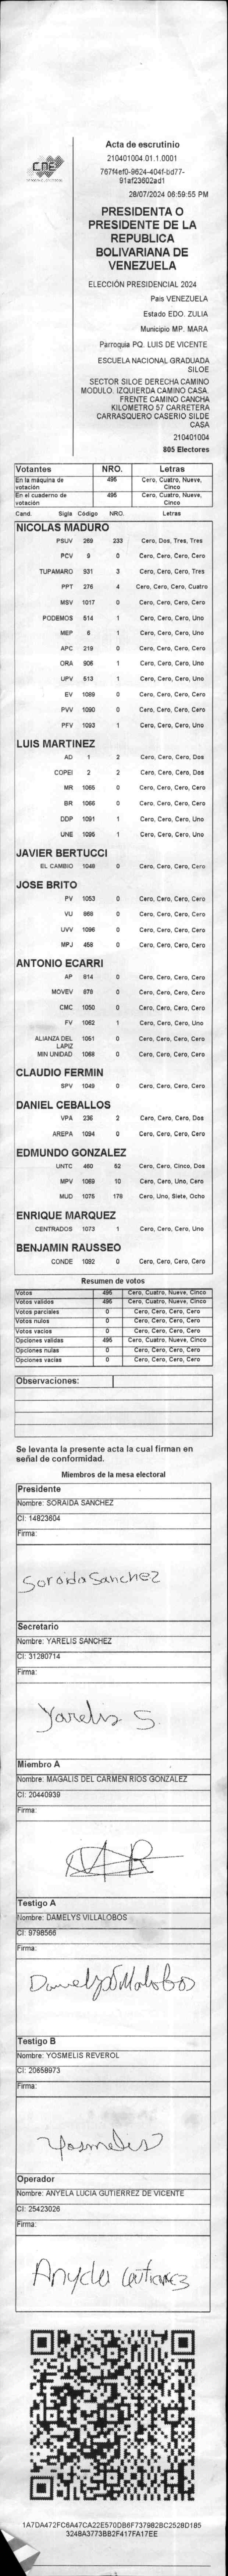 CNE
Acta de escrutinio
210401004.01.1.0001
767f4ef0-9624-404f-bd77-
91af23602ad1
28/07/2024 06:59:55 PM
PRESIDENTA O
PRESIDENTE DE LA
REPUBLICA
BOLIVARIANA DE
VENEZUELA
ELECCIÓN PRESIDENCIAL 2024
País VENEZUELA
Estado EDO. ZULIA
Municipio MP. MARA
Parroquia PQ. LUIS DE VICENTE
ESCUELA NACIONAL GRADUADA
SILOE
SECTOR SILOE DERECHA CAMINO
MODULO. IZQUIERDA CAMINO CASA.
FRENTE CAMINO CANCHA
KILOMETRO 57 CARRETERA
CARRASQUERO CASERIO SILDE
CASA
210401004
805 Electores
Votantes NRO. Letras
En la máquina de votación 495 Cero, Cuatro, Nueve, Cinco
En el cuaderno de votación 495 Cero, Cuatro, Nueve, Cinco
Cand. Sigla Código NRO. Letras
NICOLAS MADURO
PSUV 269 233 Cero, Dos, Tres, Tres
PCV 9 0 Cero, Cero, Cero, Cero
TUPAMARO 931 3 Cero, Cero, Cero, Tres
PPT 276 4 Cero, Cero, Cero, Cuatro
MSV 1017 0 Cero, Cero, Cero, Cero
PODEMOS 514 1 Cero, Cero, Cero, Uno
MEP 6 1 Cero, Cero, Cero, Uno
APC 219 0 Cero, Cero, Cero, Cero
ORA 906 1 Cero, Cero, Cero, Uno
UPV 513 1 Cero, Cero, Cero, Uno
EV 1089 0 Cero, Cero, Cero, Cero
PVV 1090 0 Cero, Cero, Cero, Cero
PFV 1093 1 Cero, Cero, Cero, Uno
LUIS MARTINEZ
AD 1 2 Cero, Cero, Cero, Dos
COPEI 2 2 Cero, Cero, Cero, Dos
MR 1065 0 Cero, Cero, Cero, Cero
BR 1066 0 Cero, Cero, Cero, Cero
DDP 1091 1 Cero, Cero, Cero, Uno
UNE 1095 1 Cero, Cero, Cero, Uno
JAVIER BERTUCCI
EL CAMBIO 1048 0 Cero, Cero, Cero, Cero
JOSE BRITO
PV 1053 0 Cero, Cero, Cero, Cero
VU 868 0 Cero, Cero, Cero, Cero
UVV 1096 0 Cero, Cero, Cero, Cero
MPJ 458 0 Cero, Cero, Cero, Cero
ANTONIO ECARRI
AP 814 0 Cero, Cero, Cero, Cero
MOVEV 878 0 Cero, Cero, Cero, Cero
CMC 1050 0 Cero, Cero, Cero, Cero
FV 1062 1 Cero, Cero, Cero, Uno
ALIANZA DEL LAPIZ 1051 0 Cero, Cero, Cero, Cero
MIN UNIDAD 1068 0 Cero, Cero, Cero, Cero
CLAUDIO FERMIN
SPV 1049 0 Cero, Cero, Cero, Cero
DANIEL CEBALLOS
VPA 236 2 Cero, Cero, Cero, Dos
AREPA 1094 0 Cero, Cero, Cero, Cero
EDMUNDO GONZALEZ
UNTC 460 52 Cero, Cero, Cinco, Dos
MPV 1069 10 Cero, Cero, Uno, Cero
MUD 1075 178 Cero, Uno, Siete, Ocho
ENRIQUE MARQUEZ
CENTRADOS 1073 1 Cero, Cero, Cero, Uno
BENJAMIN RAUSSEO
CONDE 1092 0 Cero, Cero, Cero, Cero
Resumen de votos
Votos 495 Cero, Cuatro, Nueve, Cinco
Votos validos 495 Cero, Cuatro, Nueve, Cinco
Votos parciales 0 Cero, Cero, Cero, Cero
Votos nulos 0 Cero, Cero, Cero, Cero
Votos vacios 0 Cero, Cero, Cero, Cero
Opciones validas 495 Cero, Cuatro, Nueve, Cinco
Opciones nulas 0 Cero, Cero, Cero, Cero
Opciones vacias 0 Cero, Cero, Cero, Cero
Observaciones:
Se levanta la presente acta la cual firman en
señal de conformidad.
Miembros de la mesa electoral
Presidente
Nombre: SORAIDA SANCHEZ
CI: 14823604
Firma:
Soraida Sanchez
Secretario
Nombre: YARELIS SANCHEZ
CI: 31280714
Firma:
Yarelis S.
Miembro A
Nombre: MAGALIS DEL CARMEN RIOS GONZALEZ
CI: 20440939
Firma:
Testigo A
Nombre: DAMELYS VILLALOBOS
CI: 9798566
Firma:
Testigo B
Nombre: YOSMELIS REVEROL
CI: 20658973
Firma:
Yosmelis
Operador
Nombre: ANYELA LUCIA GUTIERREZ DE VICENTE
CI: 25423026
Firma:
1A7DA472FC6A47CA22E570DB6F737982BC2528D185
3248A3773BB2F417FA17EE